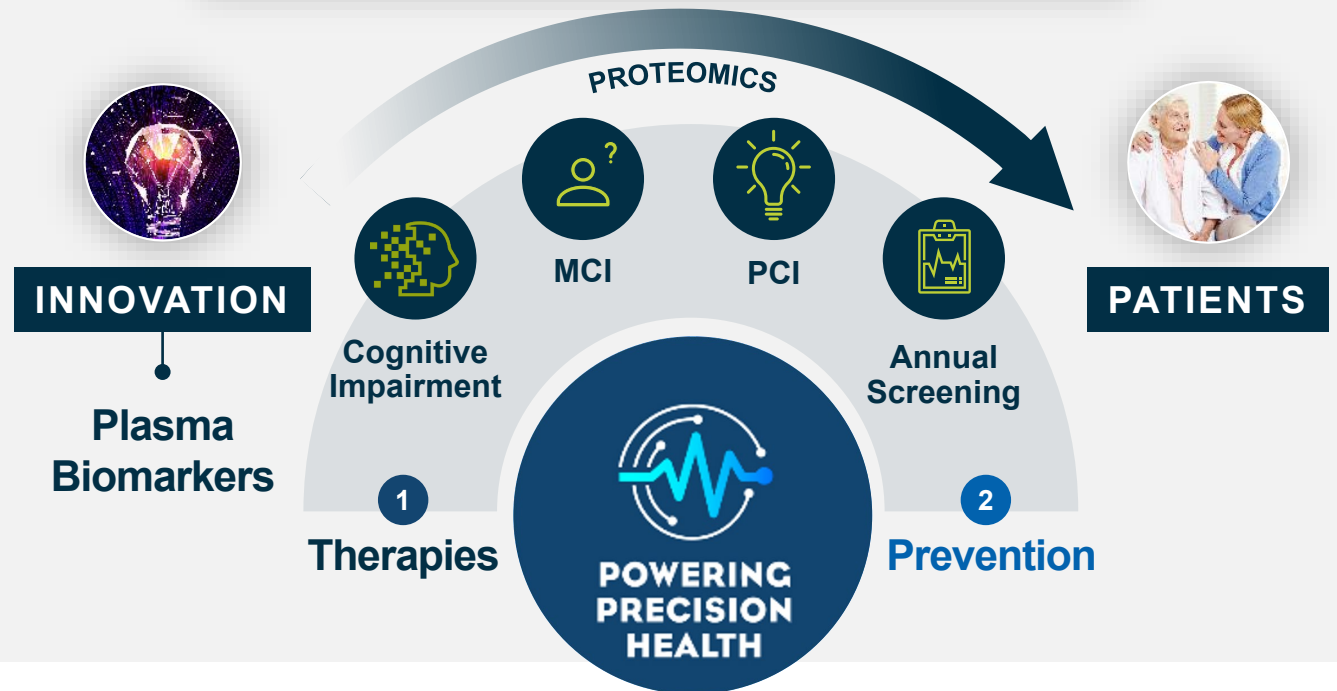 PROTEOMICS
?
MCI
PCI
INNOVATION
PATIENTS
Cognitive
Impairment
Annual
Screening
Plasma
Biomarkers
1
2
Therapies
Prevention
POWERING
PRECISION
HEALTH